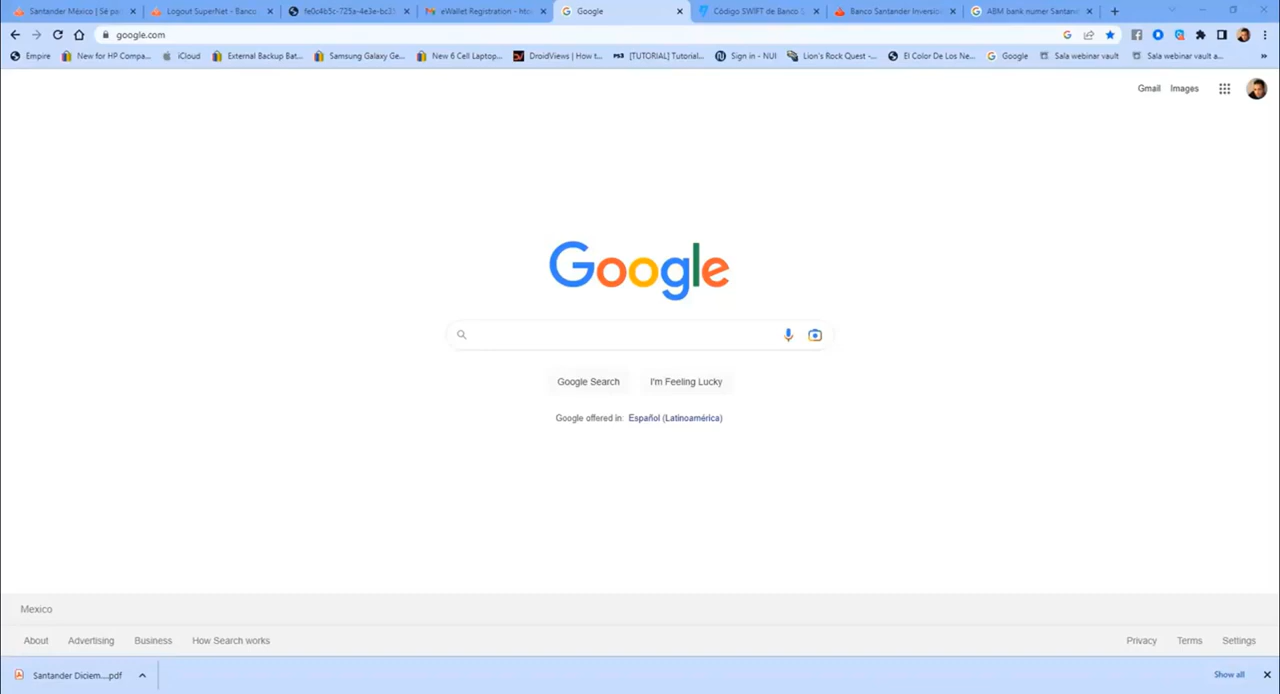 Santander México | Sé pa
Logout SuperNet - Banco
fe0c4b5c-725a-4e3e-bc23
eWallet Registration - hto
Google
Código SWIFT de Banco S
Banco Santander Inversió
ABM bank numer Santand
google.com
Empire
New for HP Compa...
iCloud
External Backup Bat...
Samsung Galaxy Ge...
New 6 Cell Laptop...
DroidViews | How t...
PS3
[TUTORIAL] Tutorial...
Sign in - NUI
Lion's Rock Quest -...
El Color De Los Ne...
Google
Sala webinar vault
Sala webinar vault a...
Gmail
Images
Google
Google Search
I'm Feeling Lucky
Google offered in: Español (Latinoamérica)
Mexico
About
Advertising
Business
How Search works
Privacy
Terms
Settings
Santander Diciem....pdf
Show all